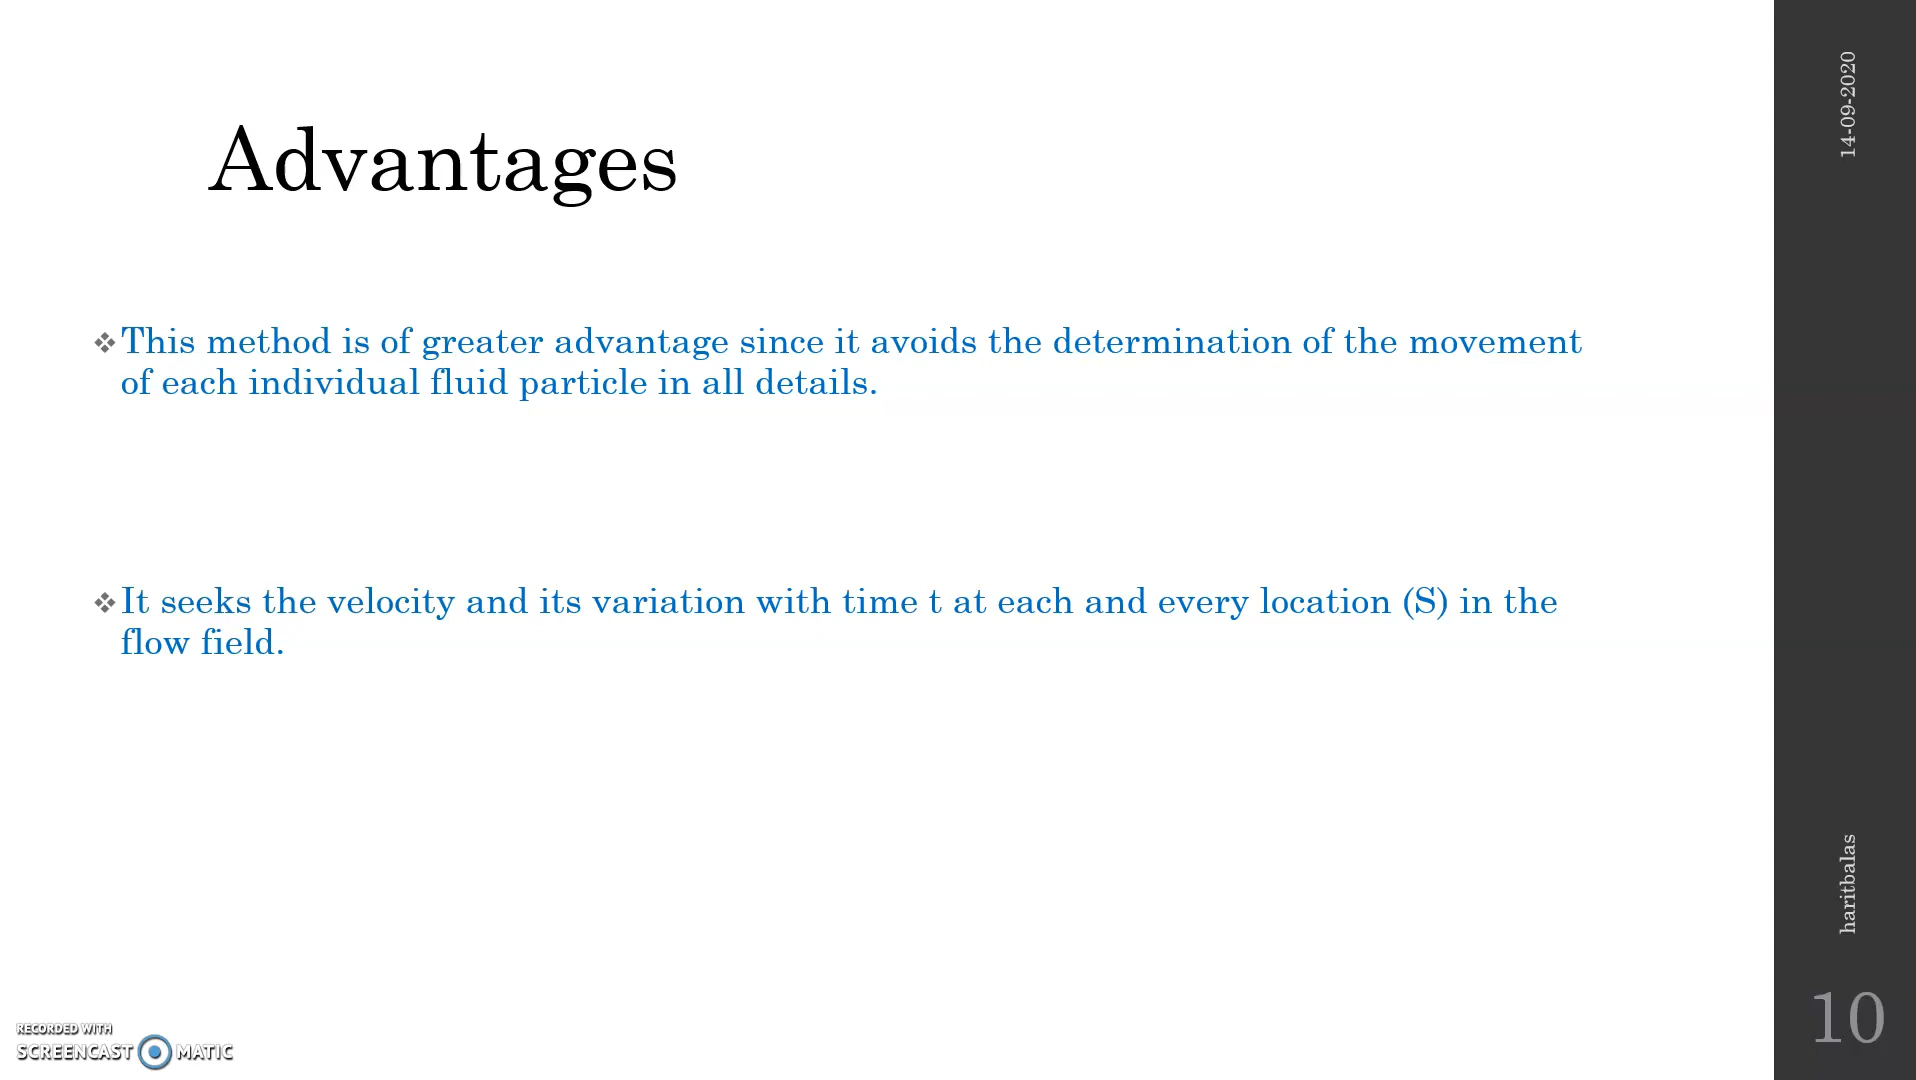 Advantages
This method is of greater advantage since it avoids the determination of the movement
of each individual fluid particle in all details.
It seeks the velocity and its variation with time t at each and every location (S) in the
flow field.
14-09-2020
haritbalas
10
RECORDED WITH
SCREENCAST MATIC